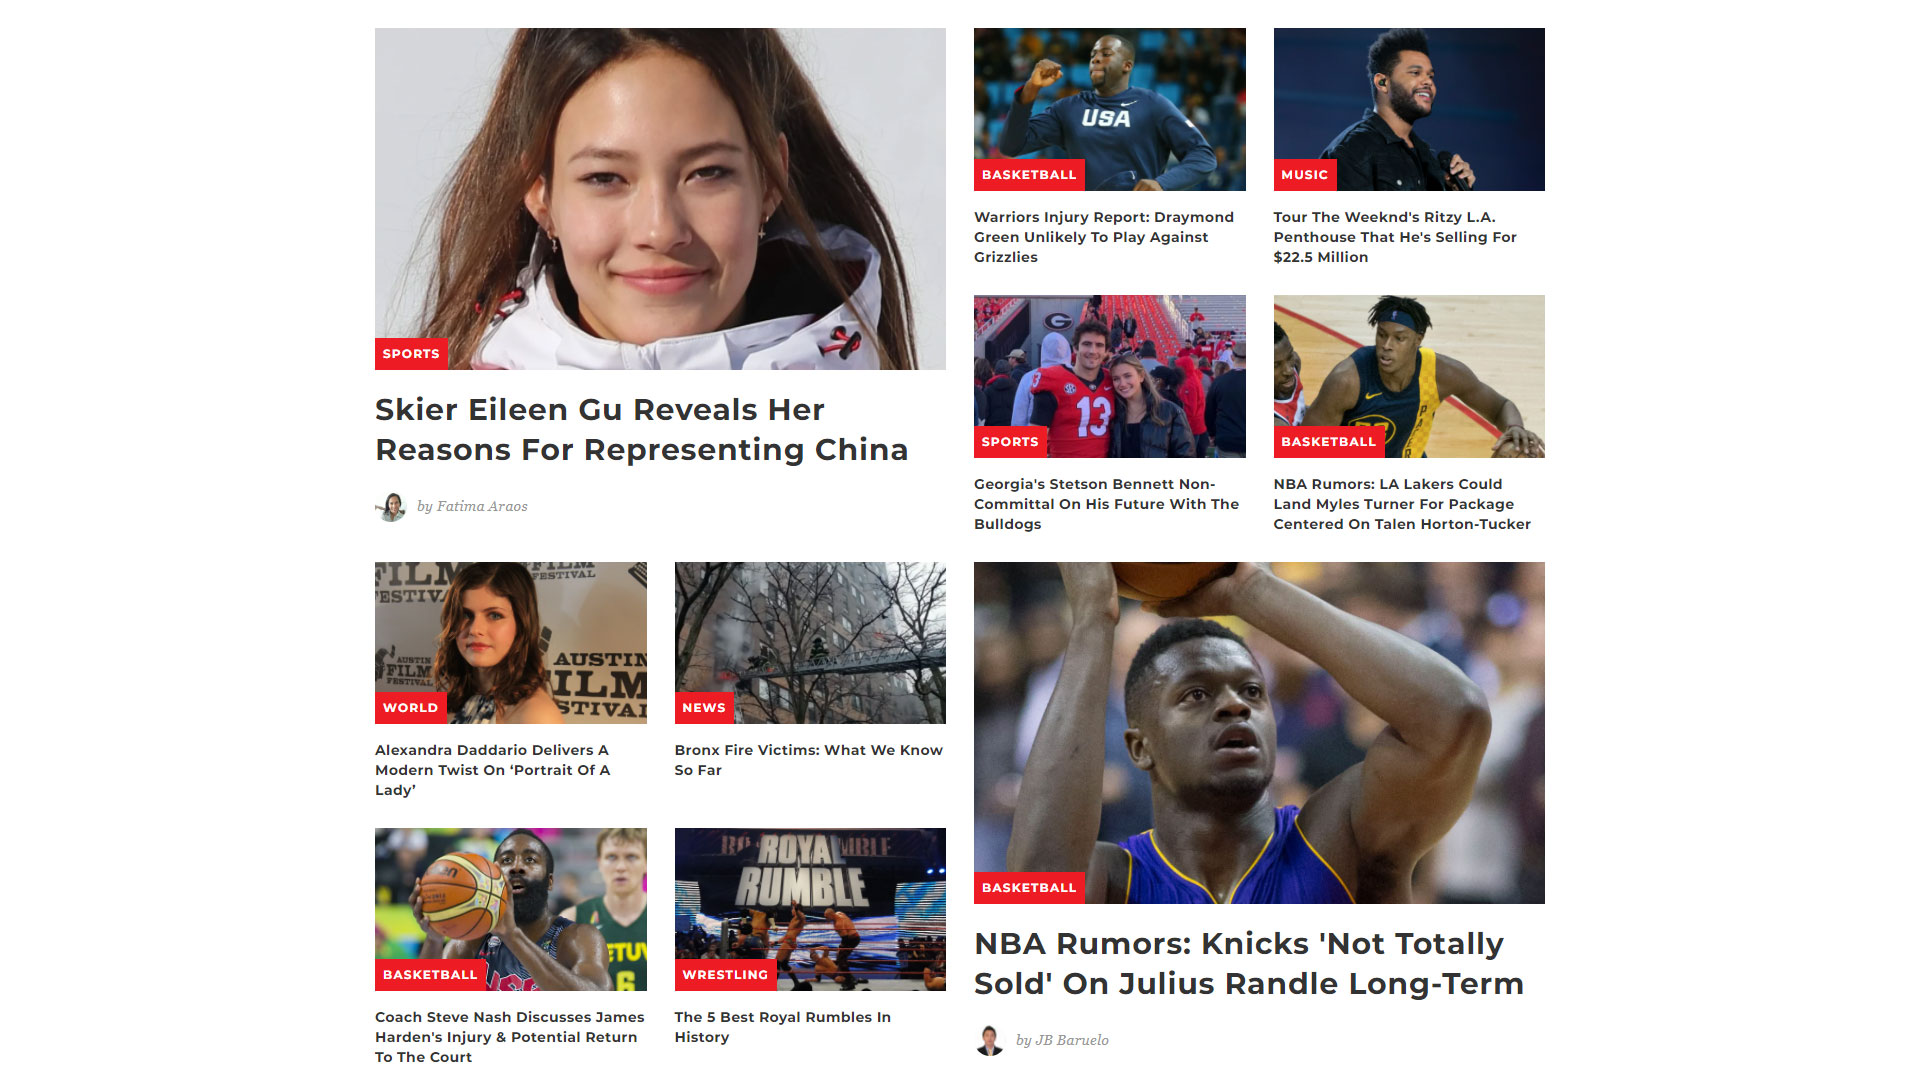 SPORTS
Skier Eileen Gu Reveals Her
Reasons For Representing China
by Fatima Araos
USA
BASKETBALL
Warriors Injury Report: Draymond
Green Unlikely To Play Against
Grizzlies
MUSIC
Tour The Weeknd's Ritzy L.A.
Penthouse That He's Selling For
$22.5 Million
G
13
SPORTS
Georgia's Stetson Bennett Non-
Committal On His Future With The
Bulldogs
BASKETBALL
NBA Rumors: LA Lakers Could
Land Myles Turner For Package
Centered On Talen Horton-Tucker
FILM
FESTIVAL
AUSTIN
FILM
FESTIVAL
AUSTIN
FILM
STIVAL
WORLD
Alexandra Daddario Delivers A
Modern Twist On ‘Portrait Of A
Lady’
NEWS
Bronx Fire Victims: What We Know
So Far
BASKETBALL
NBA Rumors: Knicks 'Not Totally
Sold' On Julius Randle Long-Term
by JB Baruelo
6
BASKETBALL
Coach Steve Nash Discusses James
Harden's Injury & Potential Return
To The Court
ROYAL
RUMBLE
WRESTLING
The 5 Best Royal Rumbles In
History